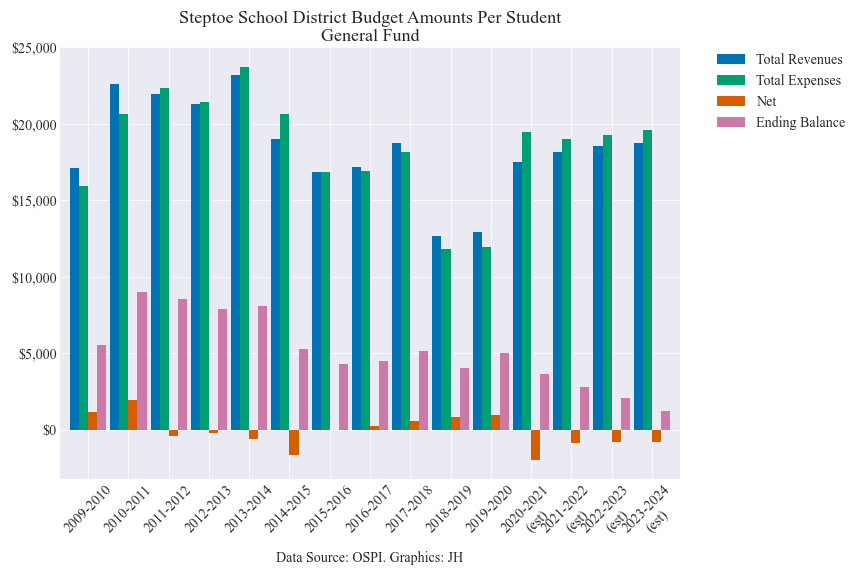 Steptoe School District Budget Amounts Per Student
General Fund
$25,000
$20,000
$15,000
$10,000
$5,000
$0
Total Revenues
Total Expenses
Net
Ending Balance
2009-2010
2010-2011
2011-2012
2012-2013
2013-2014
2014-2015
2015-2016
2016-2017
2017-2018
2018-2019
2019-2020
2020-2021
(est)
2021-2022
(est)
2022-2023
(est)
2023-2024
(est)
Data Source: OSPI. Graphics: JH